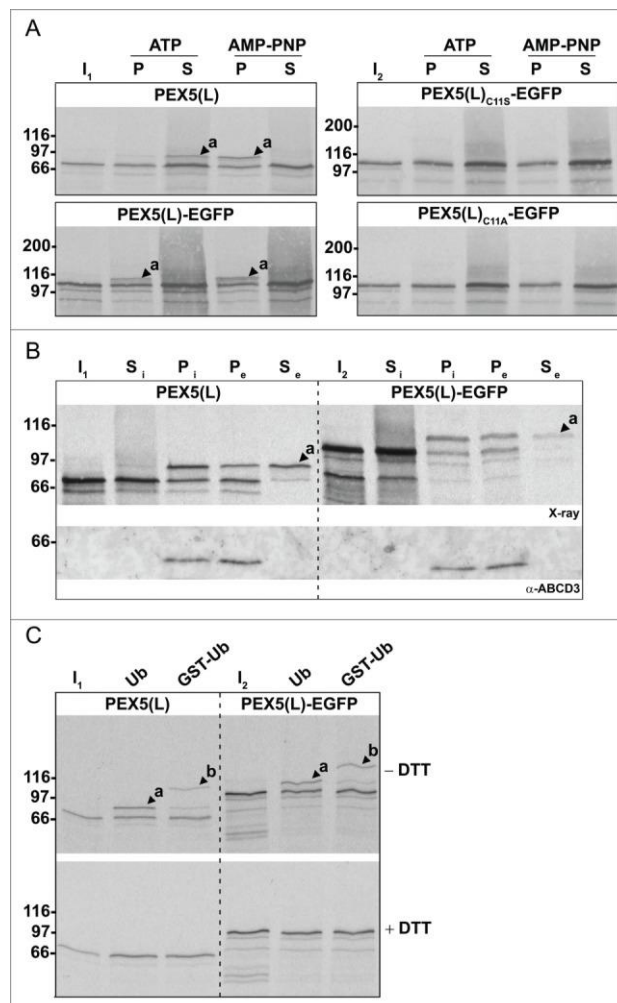 A
ATP AMP-PNP ATP AMP-PNP
I1 P S P S I2 P S P S
PEX5(L) PEX5(L)C11S-EGFP
116
97
66
a a
200
116
97
PEX5(L)-EGFP PEX5(L)C11A-EGFP
200
116
97
a a
200
116
97
B
I1 Si Pi Pe Se I2 Si Pi Pe Se
PEX5(L) PEX5(L)-EGFP
116
97
66
a a
X-ray
66
α-ABCD3
C
I1 Ub GST-Ub I2 Ub GST-Ub
PEX5(L) PEX5(L)-EGFP
116
97
66
a b a b
– DTT
116
97
66
+ DTT